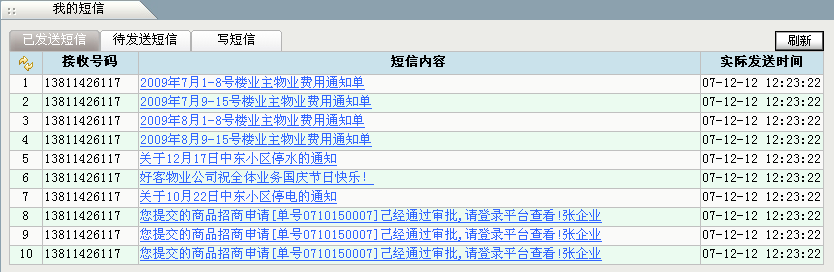 我的短信
已发送短信 待发送短信 写短信 刷新
接收号码 短信内容 实际发送时间
1 13811426117 2009年7月1-8号楼业主物业费用通知单 07-12-12 12:23:22
2 13811426117 2009年7月9-15号楼业主物业费用通知单 07-12-12 12:23:22
3 13811426117 2009年8月1-8号楼业主物业费用通知单 07-12-12 12:23:22
4 13811426117 2009年8月9-15号楼业主物业费用通知单 07-12-12 12:23:22
5 13811426117 关于12月17日中东小区停水的通知 07-12-12 12:23:22
6 13811426117 好客物业公司祝全体业务国庆节日快乐！ 07-12-12 12:23:22
7 13811426117 关于10月22日中东小区停电的通知 07-12-12 12:23:22
8 13811426117 您提交的商品招商申请[单号0710150007]己经通过审批,请登录平台查看!张企业 07-12-12 12:23:22
9 13811426117 您提交的商品招商申请[单号0710150007]己经通过审批,请登录平台查看!张企业 07-12-12 12:23:22
10 13811426117 您提交的商品招商申请[单号0710150007]己经通过审批,请登录平台查看!张企业 07-12-12 12:23:22